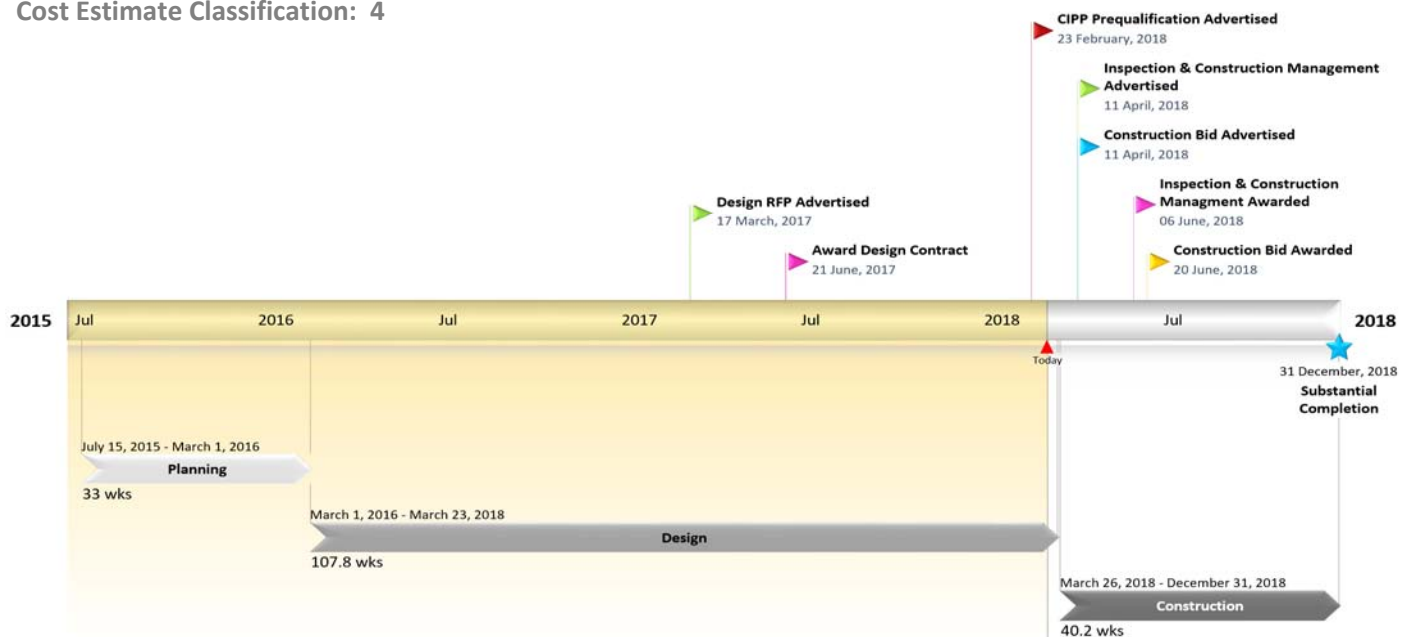 Cost Estimate Classification: 4
CIPP Prequalification Advertised
23 February, 2018
Inspection & Construction Management
Advertised
11 April, 2018
Construction Bid Advertised
11 April, 2018
Inspection & Construction
Managment Awarded
06 June, 2018
Design RFP Advertised
17 March, 2017
Award Design Contract
21 June, 2017
Construction Bid Awarded
20 June, 2018
2015 Jul 2016 Jul 2017 Jul 2018 Jul 2018
Today
31 December, 2018
Substantial
Completion
July 15, 2015 - March 1, 2016
Planning
33 wks
March 1, 2016 - March 23, 2018
Design
107.8 wks
March 26, 2018 - December 31, 2018
Construction
40.2 wks